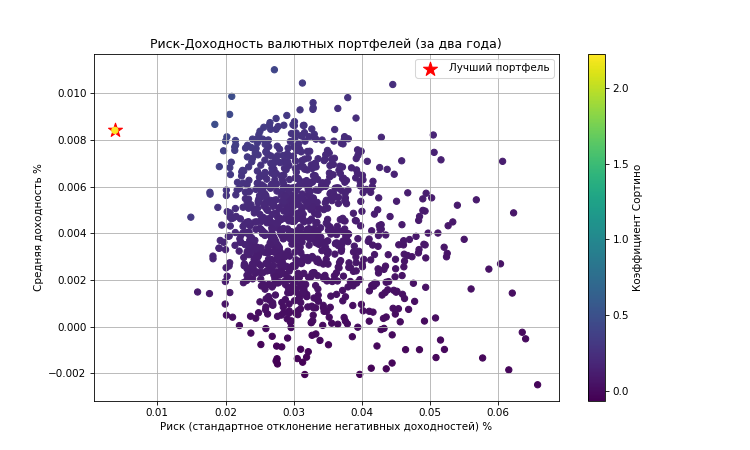 Риск-Доходность валютных портфелей (за два года)
Лучший портфель
Средняя доходность %
0.010
0.008
0.006
0.004
0.002
0.000
−0.002
0.01 0.02 0.03 0.04 0.05 0.06
Риск (стандартное отклонение негативных доходностей) %
2.0
1.5
1.0
0.5
0.0
Коэффициент Сортино